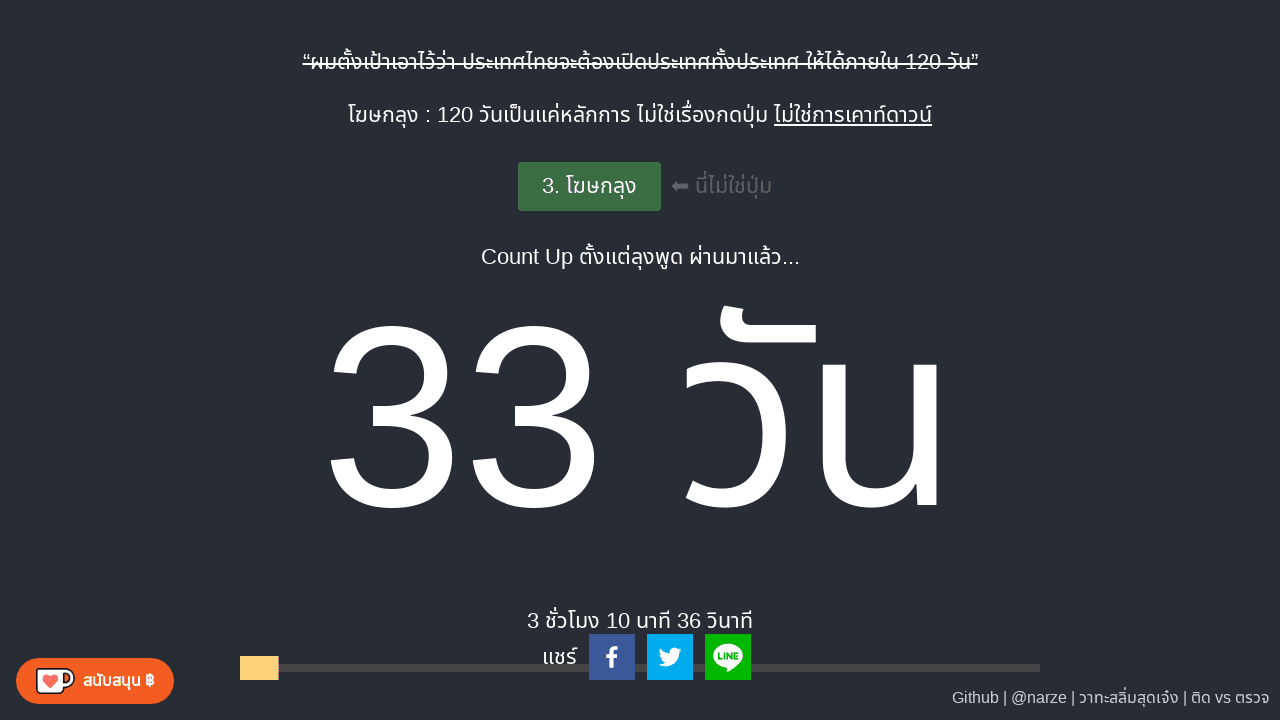 “ผมตั้งเป้าเอาไว้ว่า ประเทศไทยจะต้องเปิดประเทศทั้งประเทศ ให้ได้ภายใน 120 วัน”
โฆษกลุง : 120 วันเป็นแค่หลักการ ไม่ใช่เรื่องกดปุ่ม ไม่ใช่การเคาท์ดาวน์
3. โฆษกลุง ⬅ นี่ไม่ใช่ปุ่ม
Count Up ตั้งแต่ลุงพูด ผ่านมาแล้ว...
33 วัน
3 ชั่วโมง 10 นาที 36 วินาที
แชร์
LINE
สนับสนุน ฿
Github | @narze | วาทะสลิ่มสุดเจ๋ง | ติด vs ตรวจ